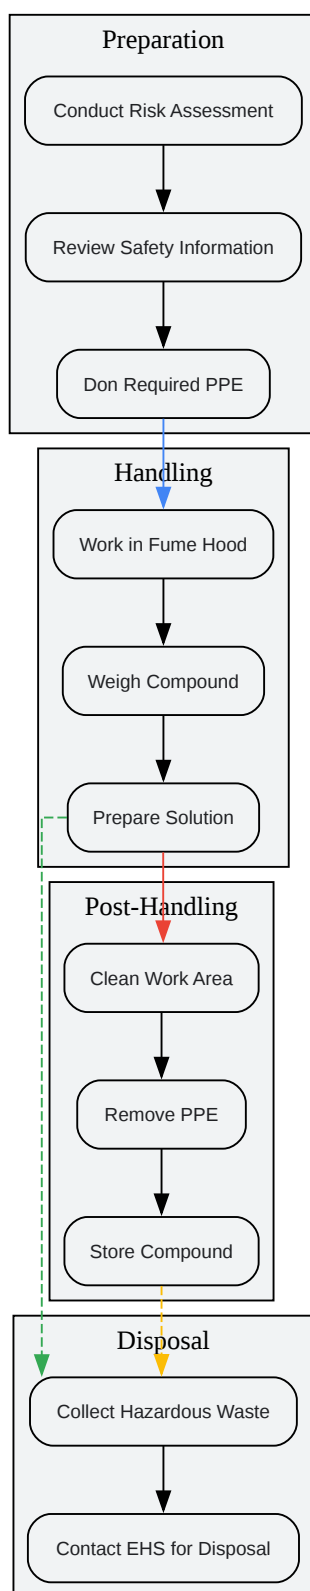 Preparation
Conduct Risk Assessment
Review Safety Information
Don Required PPE
Handling
Work in Fume Hood
Weigh Compound
Prepare Solution
Post-Handling
Clean Work Area
Remove PPE
Store Compound
Disposal
Collect Hazardous Waste
Contact EHS for Disposal